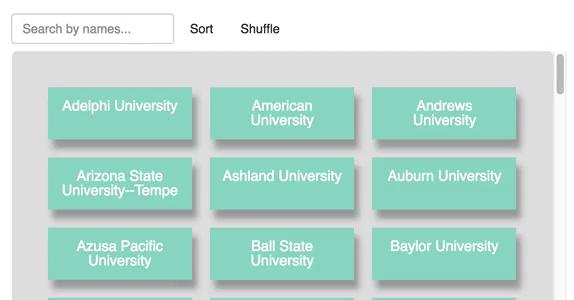 Search by names...
Sort
Shuffle
Adelphi University
American
University
Andrews
University
Arizona State
University--Tempe
Ashland University
Auburn University
Azusa Pacific
University
Ball State
University
Baylor University